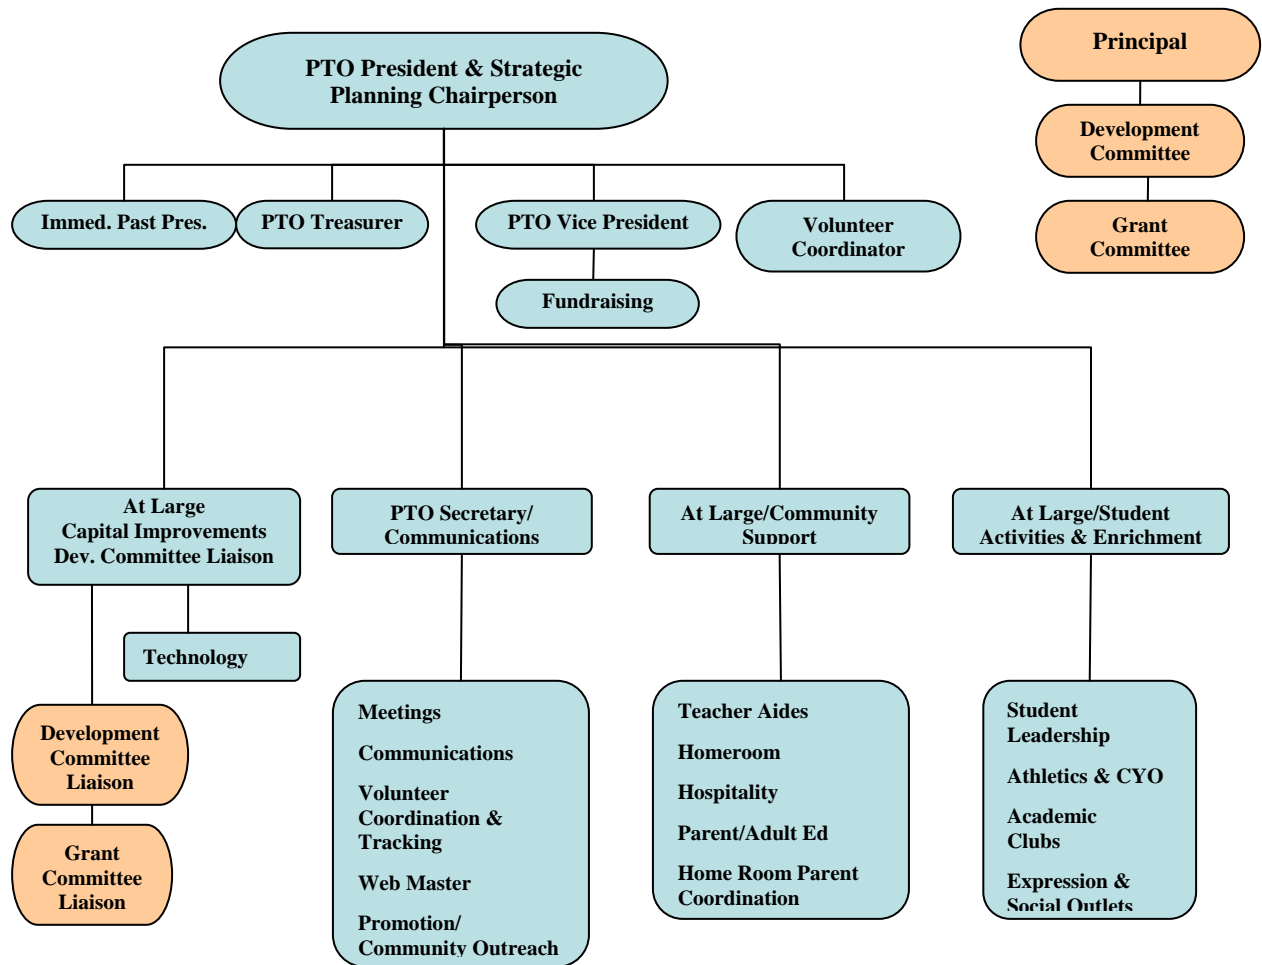 PTO President & Strategic
Planning Chairperson
Principal
Development
Committee
Grant
Committee
Immed. Past Pres.
PTO Treasurer
PTO Vice President
Volunteer
Coordinator
Fundraising
At Large
Capital Improvements
Dev. Committee Liaison
PTO Secretary/
Communications
At Large/Community
Support
At Large/Student
Activities & Enrichment
Technology
Development
Committee
Liaison
Grant
Committee
Liaison
Meetings
Communications
Volunteer
Coordination &
Tracking
Web Master
Promotion/
Community Outreach
Teacher Aides
Homeroom
Hospitality
Parent/Adult Ed
Home Room Parent
Coordination
Student
Leadership
Athletics & CYO
Academic
Clubs
Expression &
Social Outlets